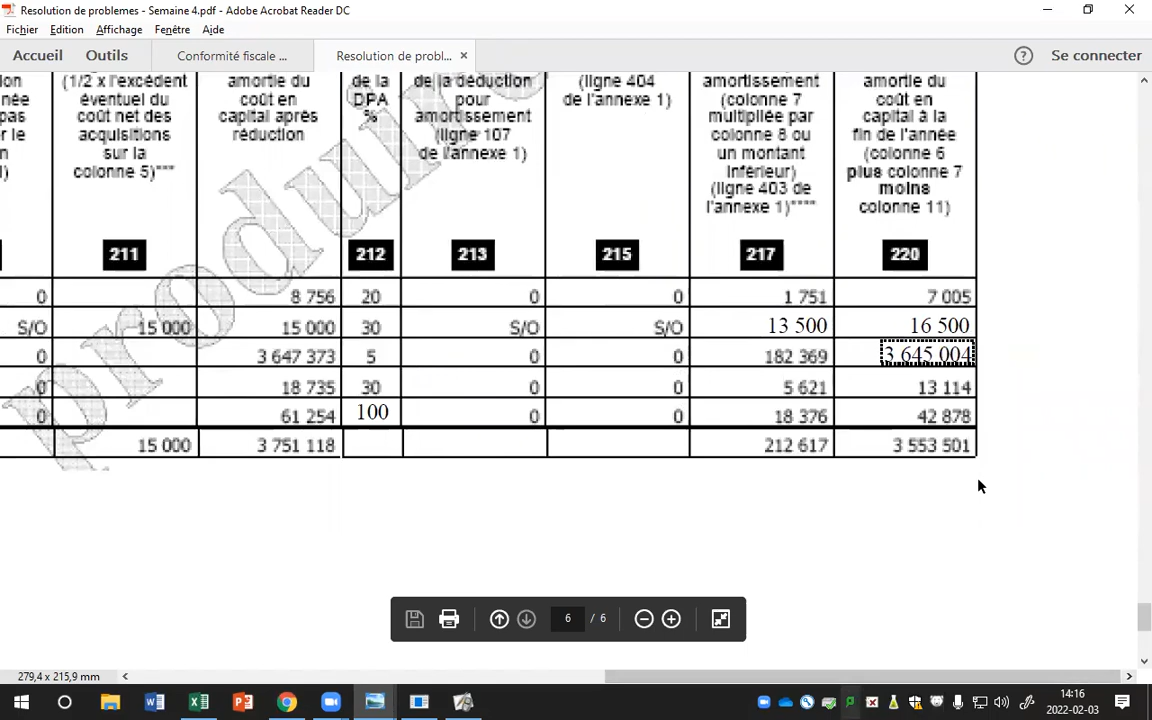 Resolution de problemes - Semaine 4.pdf - Adobe Acrobat Reader DC
Fichier Edition Affichage Fenêtre Aide
Accueil Outils Conformité fiscale ... Resolution de probl... × Se connecter
(1/2 x l'excédent éventuel du coût net des acquisitions sur la colonne 5)***
amortie du coût en capital après réduction
de la DPA %
de la déduction pour amortissement (ligne 107 de l'annexe 1)
(ligne 404 de l'annexe 1)
amortissement (colonne 7 multipliée par colonne 8 ou un montant inférieur) (ligne 403 de l'annexe 1)****
amortie du coût en capital à la fin de l'année (colonne 6 plus colonne 7 moins colonne 11)
211 212 213 215 217 220
0 8 756 20 0 0 1 751 7 005
S/O 15 000 15 000 30 S/O S/O 13 500 16 500
0 3 647 373 5 0 0 182 369 3 645 004
0 18 735 30 0 0 5 621 13 114
0 61 254 100 0 0 18 376 42 878
15 000 3 751 118 212 617 3 553 501
6 / 6
279,4 x 215,9 mm
14:16
2022-02-03